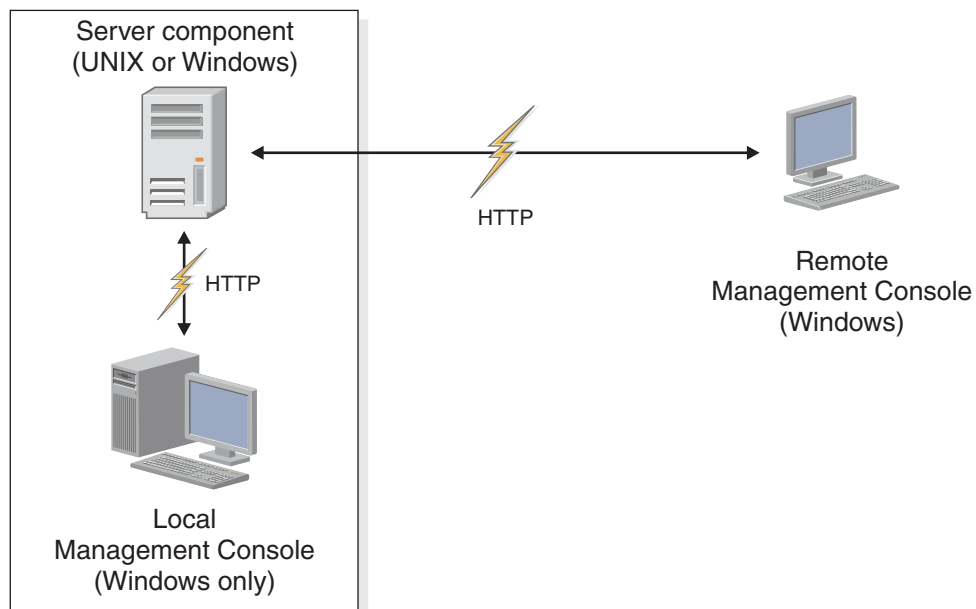 Server component
(UNIX or Windows)
HTTP
HTTP
Remote
Management Console
(Windows)
Local
Management Console
(Windows only)